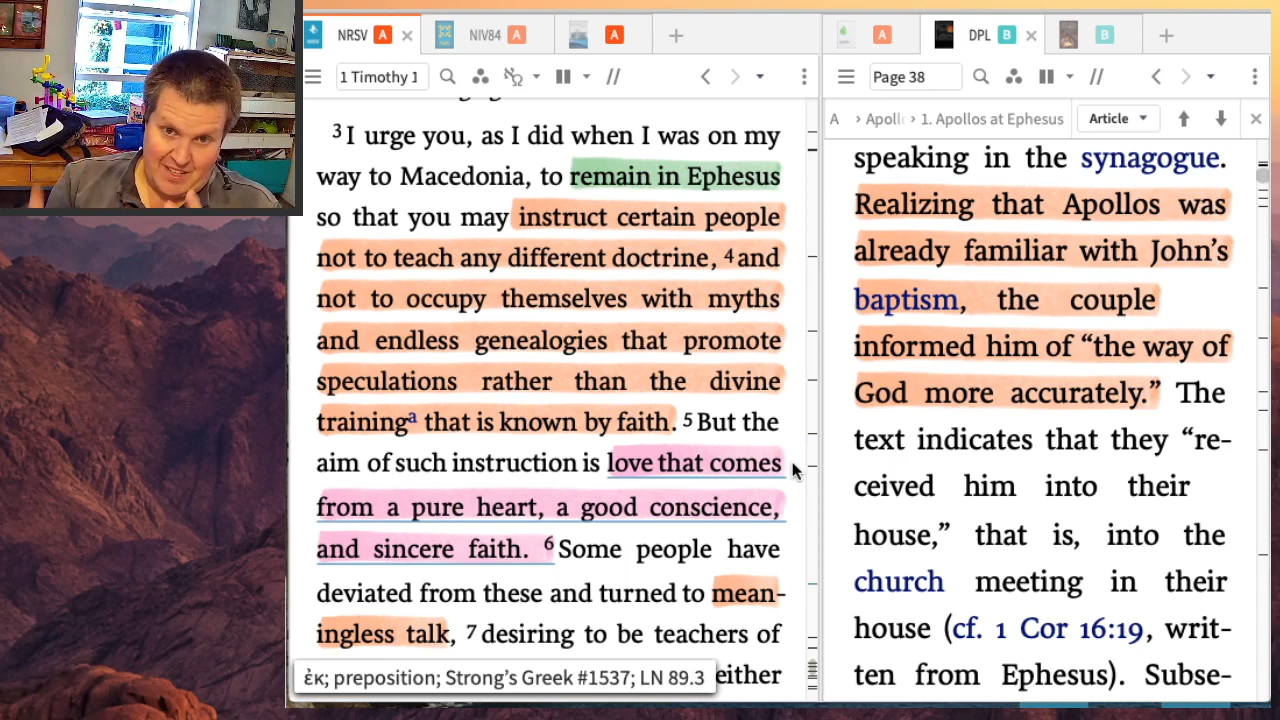 NRSV A
NIV84 A
A
1 Timothy 1
3 I urge you, as I did when I was on my
way to Macedonia, to remain in Ephesus
so that you may instruct certain people
not to teach any different doctrine, 4 and
not to occupy themselves with myths
and endless genealogies that promote
speculations rather than the divine
training a that is known by faith. 5 But the
aim of such instruction is love that comes
from a pure heart, a good conscience,
and sincere faith. 6 Some people have
deviated from these and turned to mean-
ingless talk, 7 desiring to be teachers of
either
ἐκ; preposition; Strong’s Greek #1537; LN 89.3
A
DPL B
B
Page 38
A › Apoll › 1. Apollos at Ephesus
Article
speaking in the synagogue.
Realizing that Apollos was
already familiar with John’s
baptism, the couple
informed him of “the way of
God more accurately.” The
text indicates that they “re-
ceived him into their
house,” that is, into the
church meeting in their
house (cf. 1 Cor 16:19, writ-
ten from Ephesus). Subse-